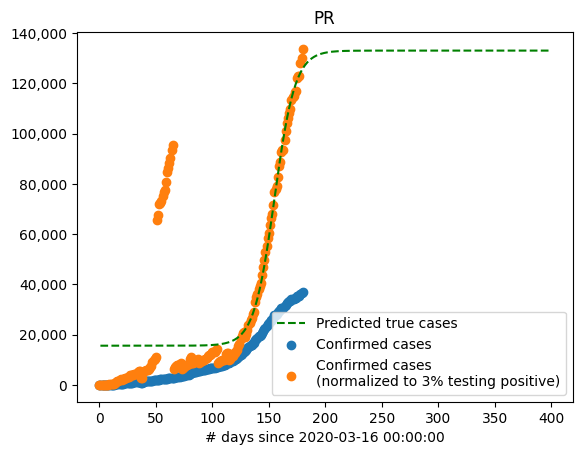 PR
140,000
120,000
100,000
80,000
60,000
40,000
20,000
0
Predicted true cases
Confirmed cases
Confirmed cases
(normalized to 3% testing positive)
0 50 100 150 200 250 300 350 400
# days since 2020-03-16 00:00:00